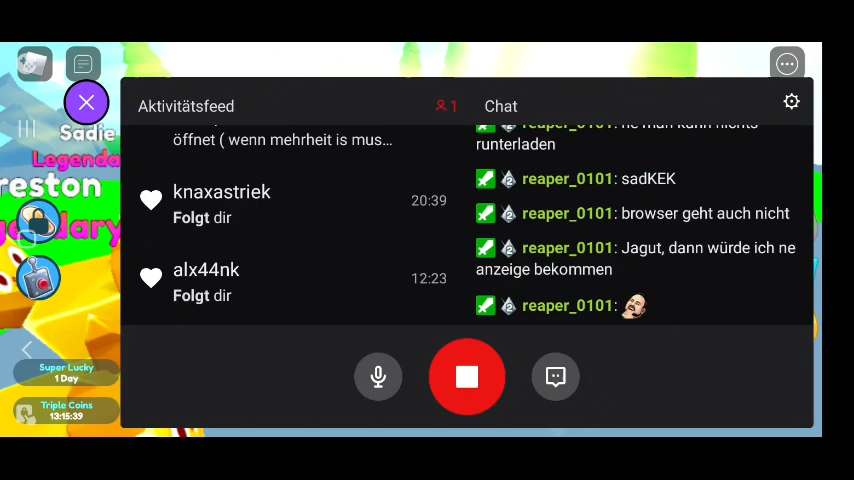 Aktivitätsfeed
1
Chat
öffnet ( wenn mehrheit is mus...
knaxastriek
Folgt dir
20:39
alx44nk
Folgt dir
12:23
runterladen
reaper_0101: sadKEK
reaper_0101: browser geht auch nicht
reaper_0101: Jagut, dann würde ich ne
anzeige bekommen
reaper_0101:
Sadie
Legenda
reston
gendary
Super Lucky
1 Day
Triple Coins
13:15:39